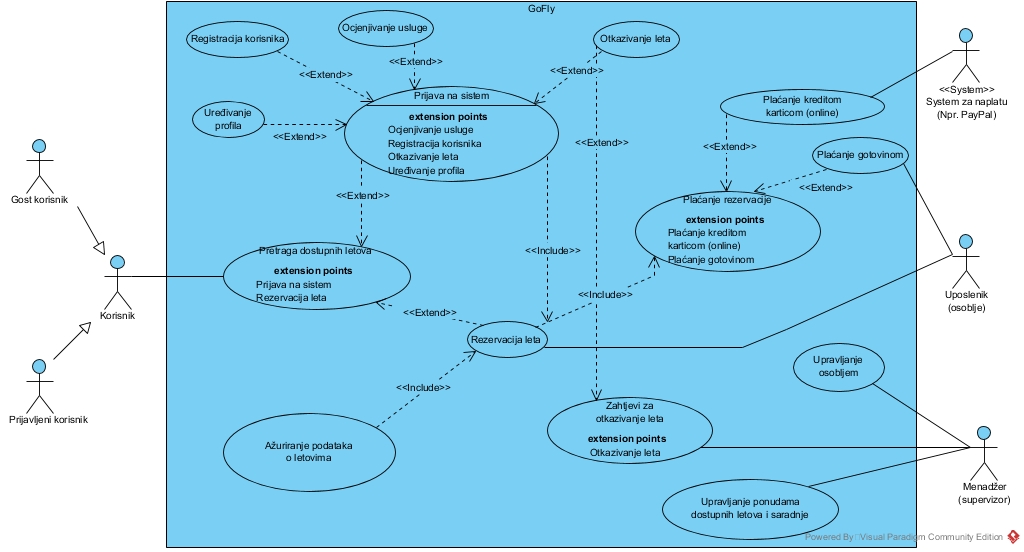 GoFly
Registracija korisnika
Ocjenjivanje usluge
Otkazivanje leta
<<Extend>>
<<Extend>>
<<Extend>>
Uređivanje
profila
<<Extend>>
Prijava na sistem
extension points
Ocjenjivanje usluge
Registracija korisnika
Otkazivanje leta
Uređivanje profila
<<Extend>>
Plaćanje kreditom
karticom (online)
<<System>>
System za naplatu
(Npr. PayPal)
<<Extend>>
Plaćanje gotovinom
<<Extend>>
Gost korisnik
<<Extend>>
Plaćanje rezervacije
extension points
Plaćanje kreditom
karticom (online)
Plaćanje gotovinom
<<Include>>
Pretraga dostupnih letova
extension points
Prijava na sistem
Rezervacija leta
Korisnik
<<Include>>
Uposlenik
(osoblje)
<<Extend>>
Rezervacija leta
Upravljanje
osobljem
<<Include>>
Prijavljeni korisnik
Zahtjevi za
otkazivanje leta
extension points
Otkazivanje leta
Ažuriranje podataka
o letovima
Menadžer
(supervizor)
Upravljanje ponudama
dostupnih letova i saradnje
Powered By Visual Paradigm Community Edition